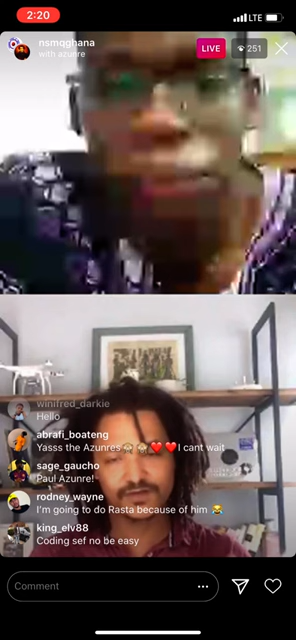 2:20
LTE
nsmqghana
with azunre
LIVE
251
winifred_darkie
Hello
abrafi_boateng
Yasss the Azunres🙈🙈❤️❤️I cant wait
sage_gaucho
Paul Azunre!
rodney_wayne
I'm going to do Rasta because of him 😹
king_elv88
Coding sef no be easy
Comment